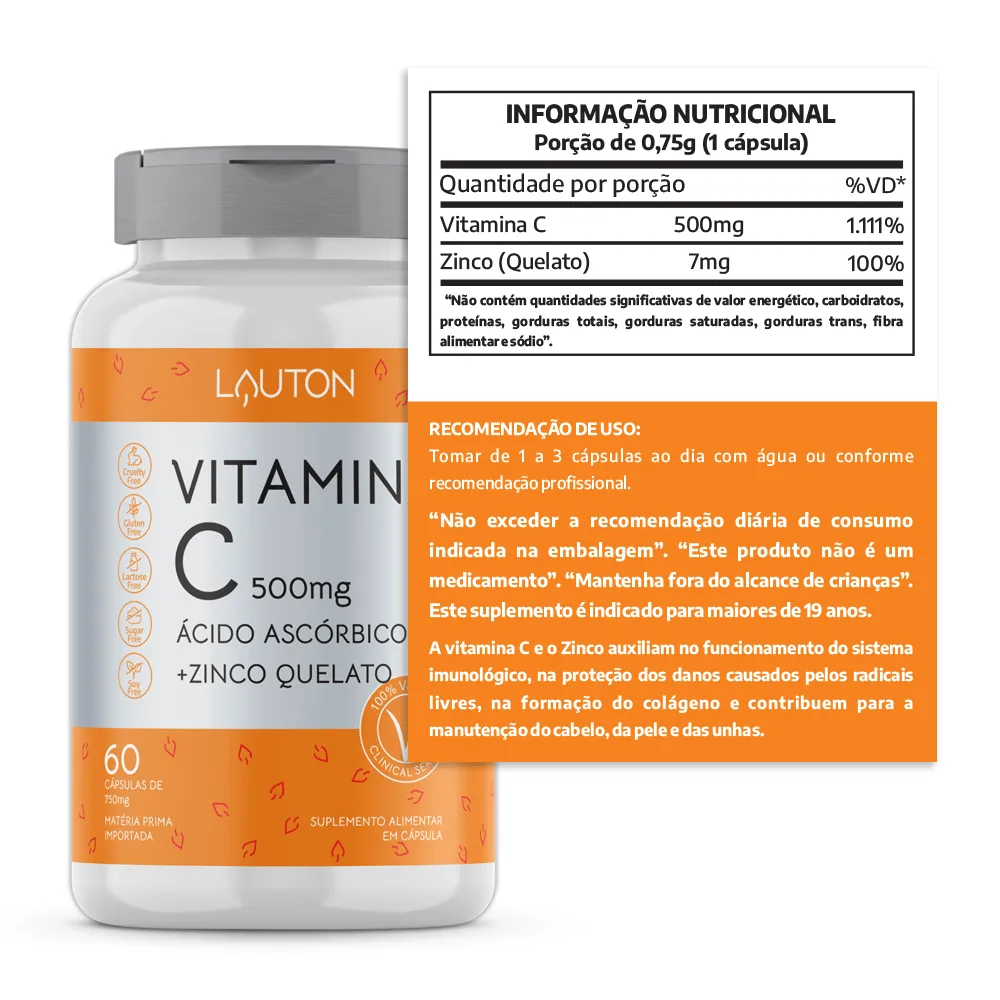 LAUTON
Cruelty
Free
Gluten
Free
Lactose
Free
Sugar
Free
Soy
Free
C 500mg
ÁCIDO ASCÓRBICO
+ZINCO QUELATO
100%
CLINICAL
60
CÁPSULAS DE
750mg
MATÉRIA PRIMA
IMPORTADA
SUPLEMENTO ALIMENTAR
EM CÁPSULA
INFORMAÇÃO NUTRICIONAL
Porção de 0,75g (1 cápsula)
Quantidade por porção %VD*
Vitamina C 500mg 1.111%
Zinco (Quelato) 7mg 100%
“Não contém quantidades significativas de valor energético, carboidratos,
proteínas, gorduras totais, gorduras saturadas, gorduras trans, fibra
alimentar e sódio”.
RECOMENDAÇÃO DE USO:
Tomar de 1 a 3 cápsulas ao dia com água ou conforme
recomendação profissional.
“Não exceder a recomendação diária de consumo
indicada na embalagem”. “Este produto não é um
medicamento”. “Mantenha fora do alcance de crianças”.
Este suplemento é indicado para maiores de 19 anos.
A vitamina C e o Zinco auxiliam no funcionamento do sistema
imunológico, na proteção dos danos causados pelos radicais
livres, na formação do colágeno e contribuem para a
manutenção do cabelo, da pele e das unhas.